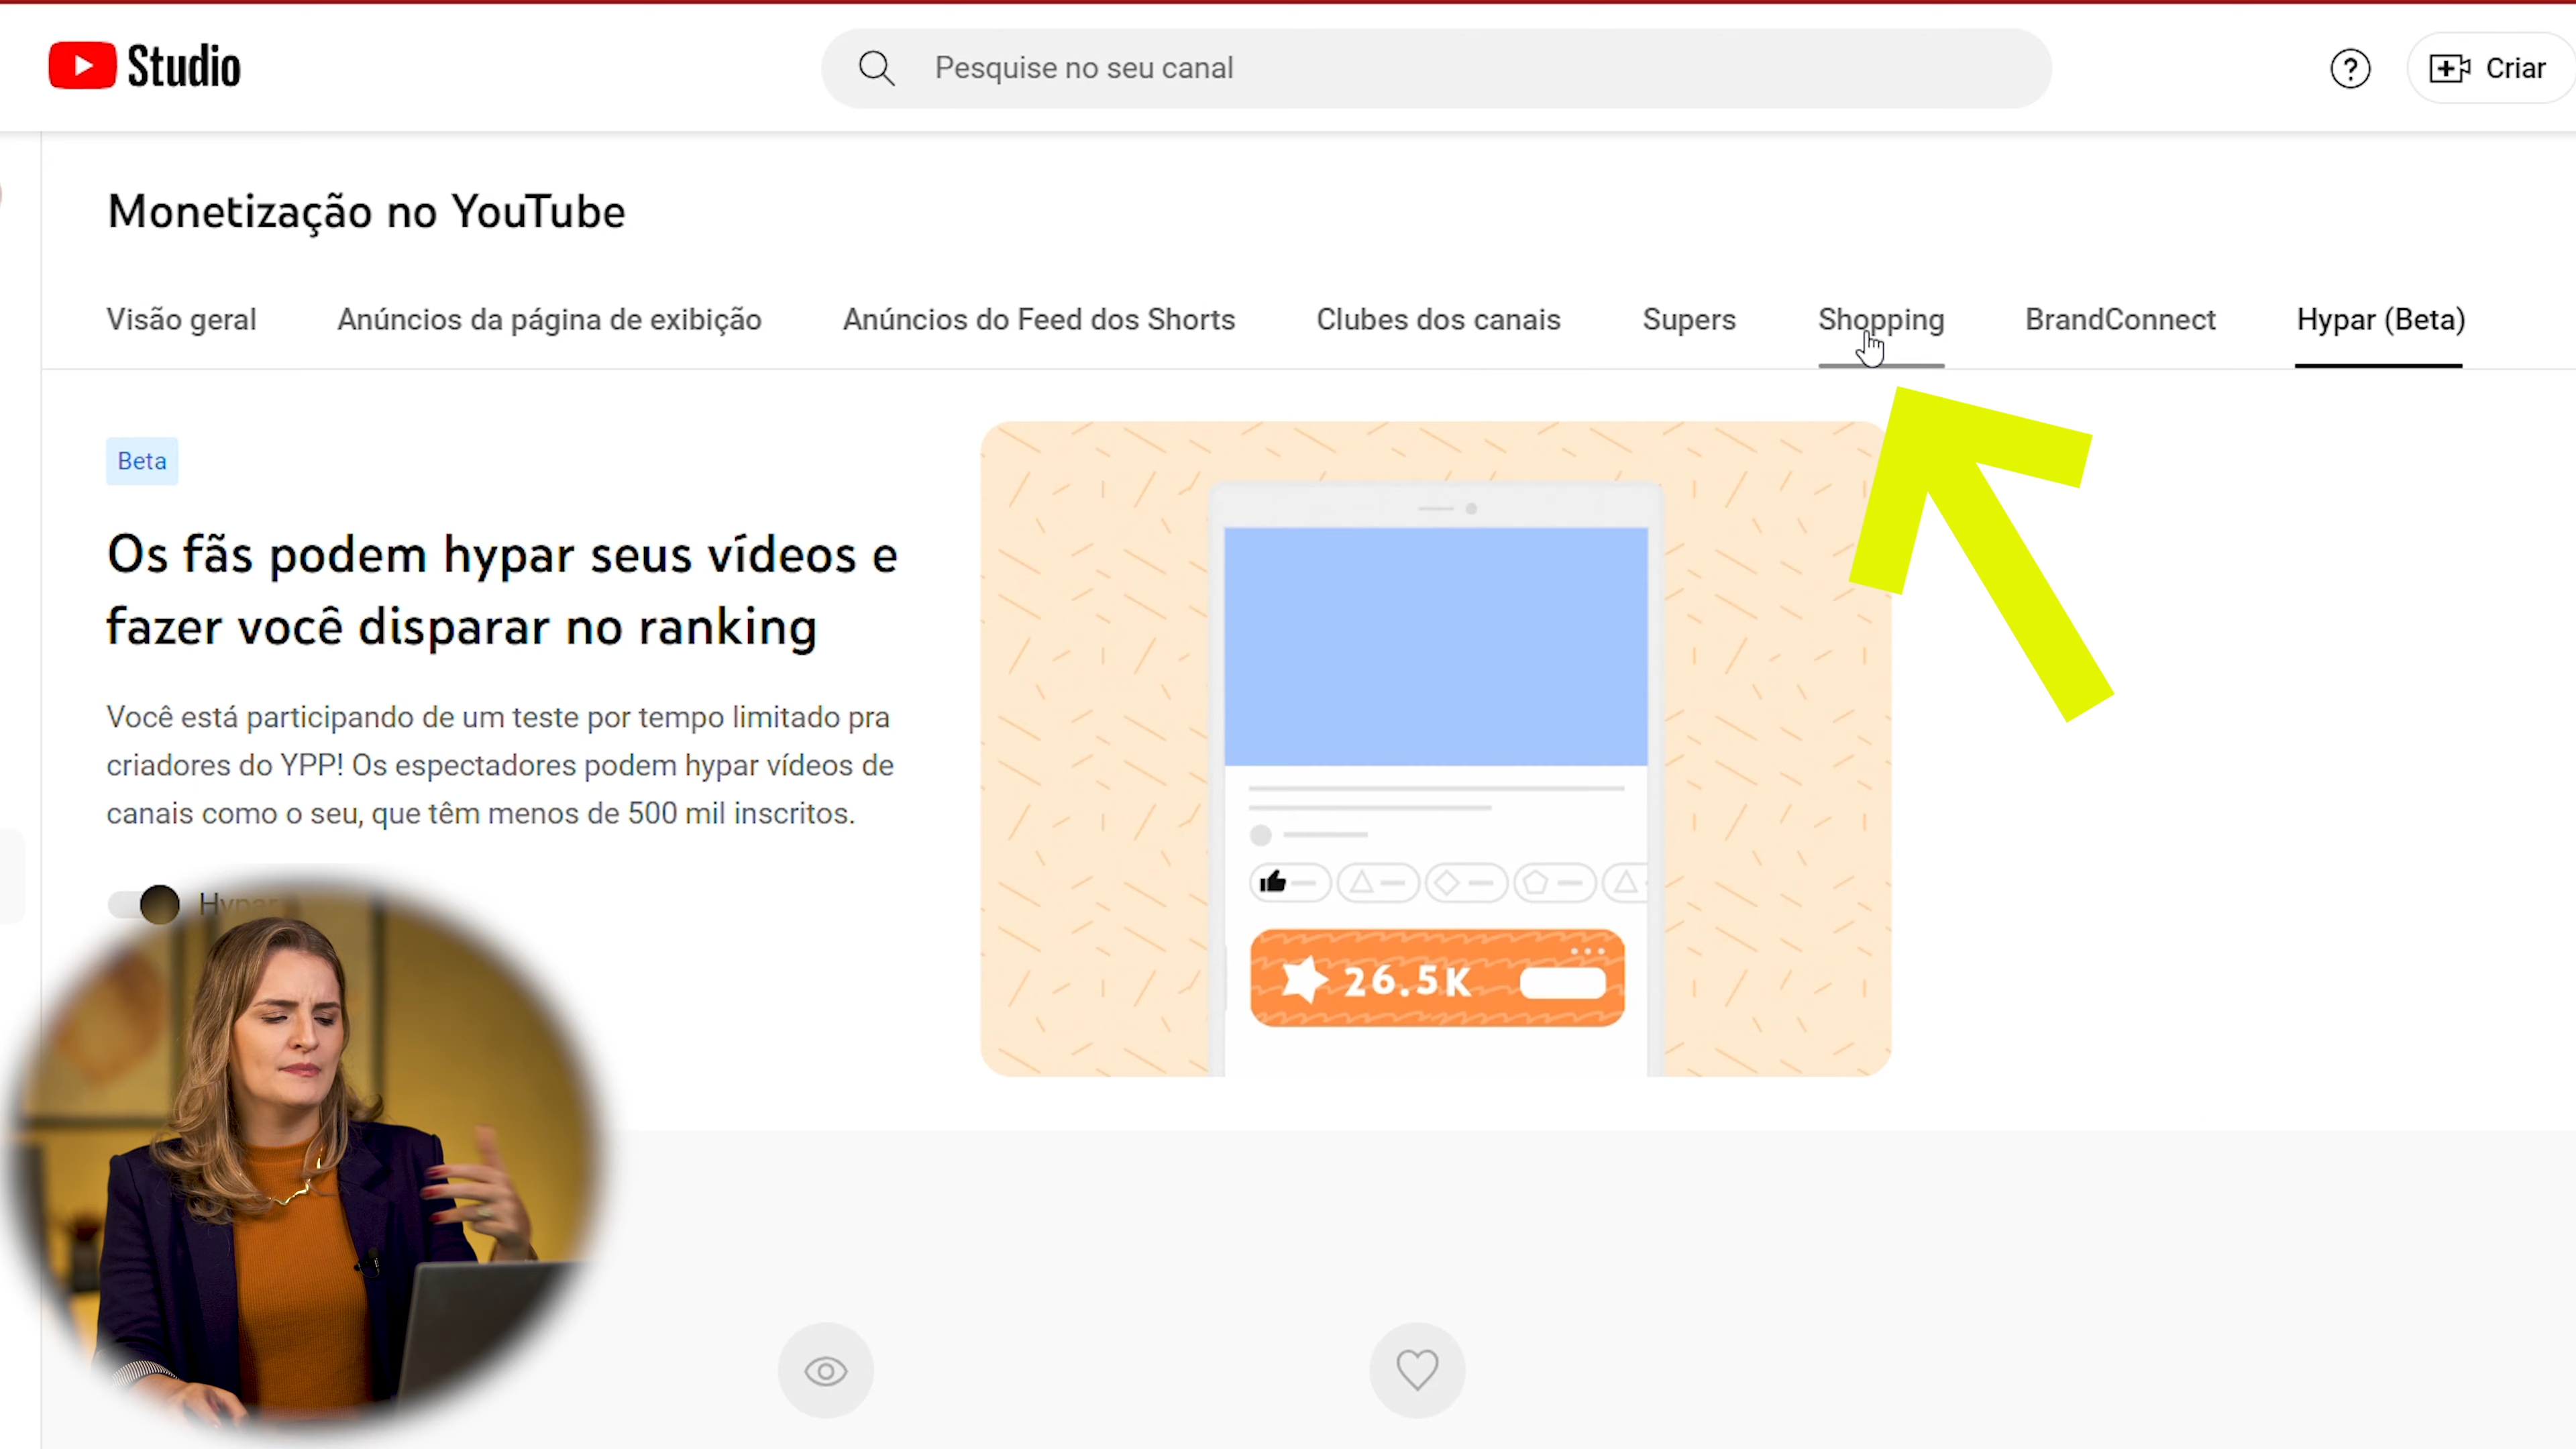 Studio
Pesquise no seu canal
?
Criar
Monetização no YouTube
Visão geral
Anúncios da página de exibição
Anúncios do Feed dos Shorts
Clubes dos canais
Supers
Shopping
BrandConnect
Hypar (Beta)
Beta
Os fãs podem hypar seus vídeos e
fazer você disparar no ranking
Você está participando de um teste por tempo limitado pra
criadores do YPP! Os espectadores podem hypar vídeos de
canais como o seu, que têm menos de 500 mil inscritos.
Hypar
26.5K